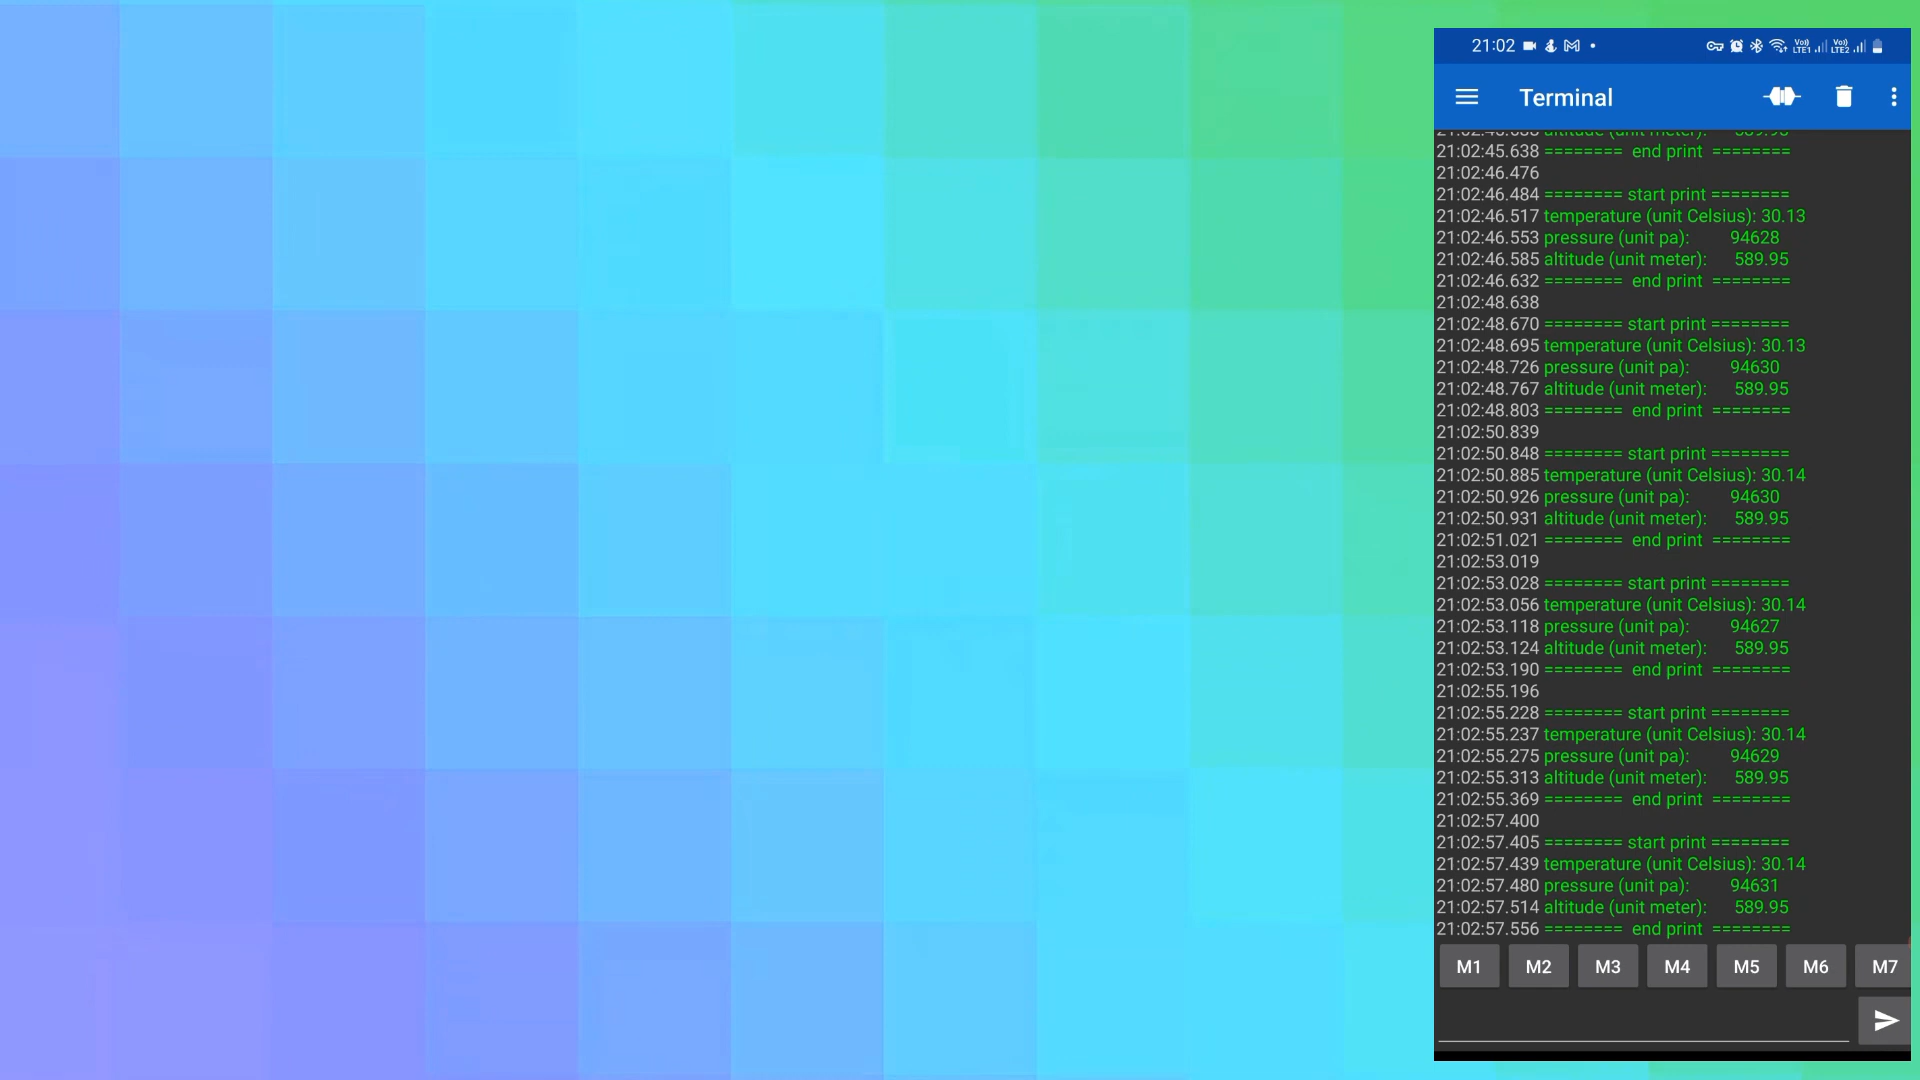 21:02
Terminal
21:02:45.638 ======== end print ========
21:02:46.476
21:02:46.484 ======== start print ========
21:02:46.517 temperature (unit Celsius): 30.13
21:02:46.553 pressure (unit pa): 94628
21:02:46.585 altitude (unit meter): 589.95
21:02:46.632 ======== end print ========
21:02:48.638
21:02:48.670 ======== start print ========
21:02:48.695 temperature (unit Celsius): 30.13
21:02:48.726 pressure (unit pa): 94630
21:02:48.767 altitude (unit meter): 589.95
21:02:48.803 ======== end print ========
21:02:50.839
21:02:50.848 ======== start print ========
21:02:50.885 temperature (unit Celsius): 30.14
21:02:50.926 pressure (unit pa): 94630
21:02:50.931 altitude (unit meter): 589.95
21:02:51.021 ======== end print ========
21:02:53.019
21:02:53.028 ======== start print ========
21:02:53.056 temperature (unit Celsius): 30.14
21:02:53.118 pressure (unit pa): 94627
21:02:53.124 altitude (unit meter): 589.95
21:02:53.190 ======== end print ========
21:02:55.196
21:02:55.228 ======== start print ========
21:02:55.237 temperature (unit Celsius): 30.14
21:02:55.275 pressure (unit pa): 94629
21:02:55.313 altitude (unit meter): 589.95
21:02:55.369 ======== end print ========
21:02:57.400
21:02:57.405 ======== start print ========
21:02:57.439 temperature (unit Celsius): 30.14
21:02:57.480 pressure (unit pa): 94631
21:02:57.514 altitude (unit meter): 589.95
21:02:57.556 ======== end print ========
M1 M2 M3 M4 M5 M6 M7